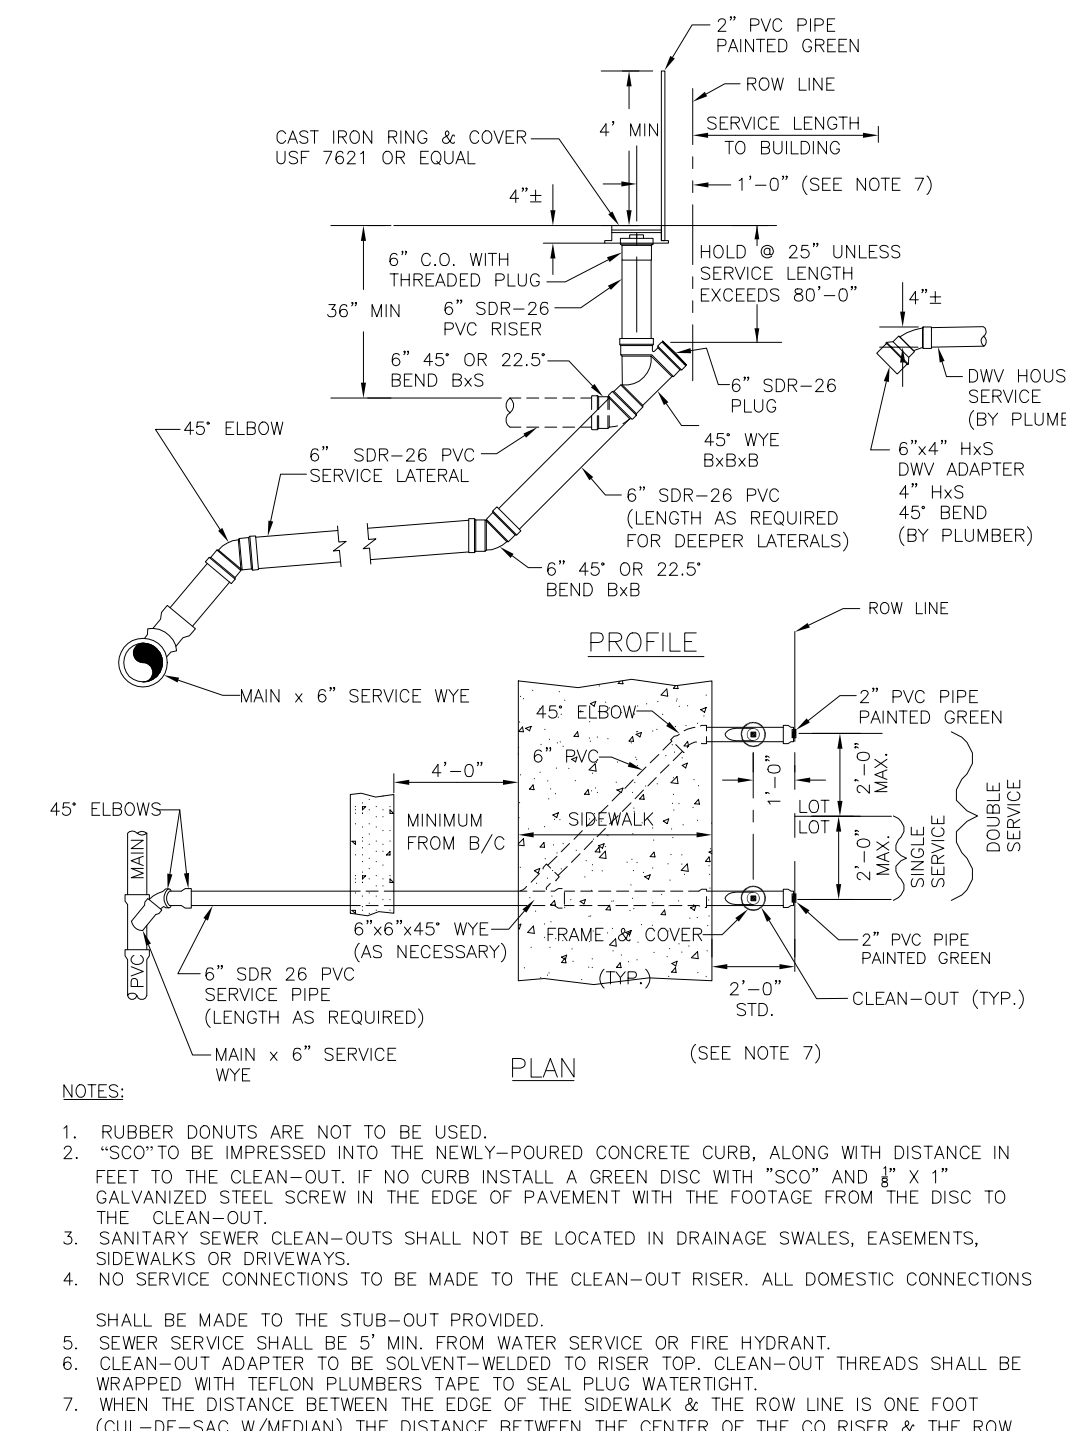 2” PVC PIPE
PAINTED GREEN
ROW LINE
4’ MIN
SERVICE LENGTH
TO BUILDING
CAST IRON RING & COVER
USF 7621 OR EQUAL
1’–0” (SEE NOTE 7)
4”±
HOLD @ 25” UNLESS
SERVICE LENGTH
EXCEEDS 80’–0”
6” C.O. WITH
THREADED PLUG
36” MIN
6” SDR–26
PVC RISER
4”±
6” 45° OR 22.5°
BEND BxS
6” SDR–26
PLUG
DWV HOUS
SERVICE
(BY PLUMB
45° ELBOW
6” SDR–26 PVC
SERVICE LATERAL
45° WYE
BxBxB
6”x4” HxS
DWV ADAPTER
4” HxS
45° BEND
(BY PLUMBER)
6” SDR–26 PVC
(LENGTH AS REQUIRED
FOR DEEPER LATERALS)
6” 45° OR 22.5°
BEND BxB
ROW LINE
PROFILE
MAIN x 6” SERVICE WYE
2” PVC PIPE
PAINTED GREEN
45° ELBOW
6” PVC
4’–0”
1’–0”
2’–0”
MAX.
DOUBLE
SERVICE
45° ELBOWS
MINIMUM
FROM B/C
SIDEWALK
LOT
LOT
2’–0”
MAX.
SINGLE
SERVICE
MAIN
6”x6”x45° WYE
(AS NECESSARY)
FRAME & COVER
(TYP.)
2” PVC PIPE
PAINTED GREEN
PVC
6” SDR 26 PVC
SERVICE PIPE
(LENGTH AS REQUIRED)
2’–0”
STD.
CLEAN–OUT (TYP.)
MAIN x 6” SERVICE
WYE
(SEE NOTE 7)
PLAN
NOTES:
1. RUBBER DONUTS ARE NOT TO BE USED.
2. “SCO” TO BE IMPRESSED INTO THE NEWLY–POURED CONCRETE CURB, ALONG WITH DISTANCE IN
FEET TO THE CLEAN–OUT. IF NO CURB INSTALL A GREEN DISC WITH ”SCO” AND ⅛” X 1”
GALVANIZED STEEL SCREW IN THE EDGE OF PAVEMENT WITH THE FOOTAGE FROM THE DISC TO
THE CLEAN–OUT.
3. SANITARY SEWER CLEAN–OUTS SHALL NOT BE LOCATED IN DRAINAGE SWALES, EASEMENTS,
SIDEWALKS OR DRIVEWAYS.
4. NO SERVICE CONNECTIONS TO BE MADE TO THE CLEAN–OUT RISER. ALL DOMESTIC CONNECTIONS
SHALL BE MADE TO THE STUB–OUT PROVIDED.
5. SEWER SERVICE SHALL BE 5’ MIN. FROM WATER SERVICE OR FIRE HYDRANT.
6. CLEAN–OUT ADAPTER TO BE SOLVENT–WELDED TO RISER TOP. CLEAN–OUT THREADS SHALL BE
WRAPPED WITH TEFLON PLUMBERS TAPE TO SEAL PLUG WATERTIGHT.
7. WHEN THE DISTANCE BETWEEN THE EDGE OF THE SIDEWALK & THE ROW LINE IS ONE FOOT
(CUL–DE–SAC W/MEDIAN) THE DISTANCE BETWEEN THE CENTER OF THE CO RISER & THE ROW